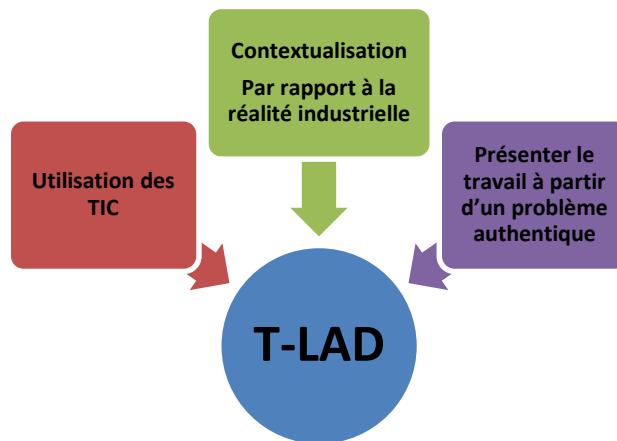 Contextualisation
Par rapport à la
réalité industrielle
Utilisation des
TIC
Présenter le
travail à partir
d'un problème
authentique
T-LAD